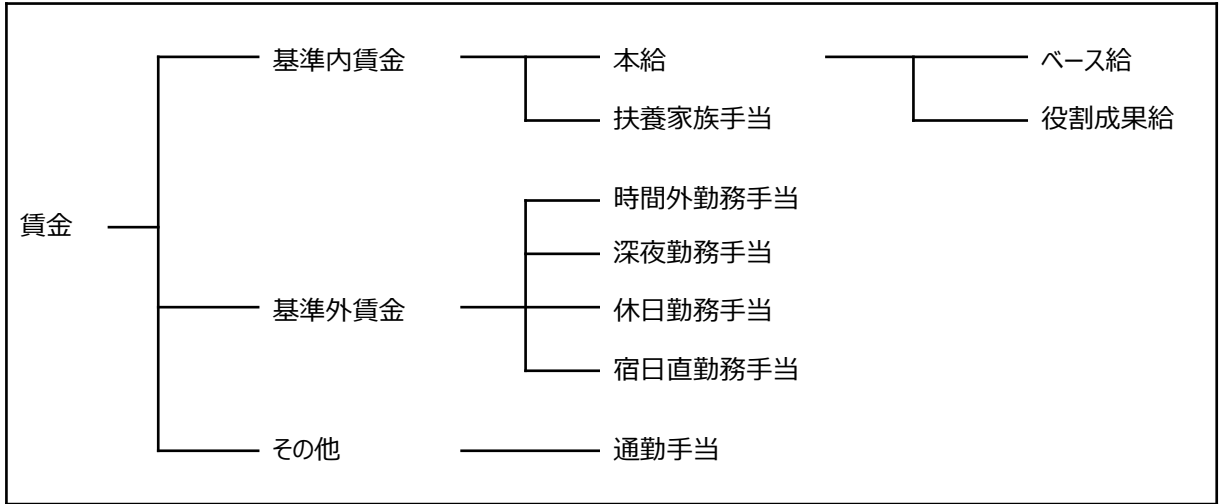 基準内賃金 本給 ベース給
扶養家族手当 役割成果給
時間外勤務手当
賃金
深夜勤務手当
基準外賃金 休日勤務手当
宿日直勤務手当
その他 通勤手当